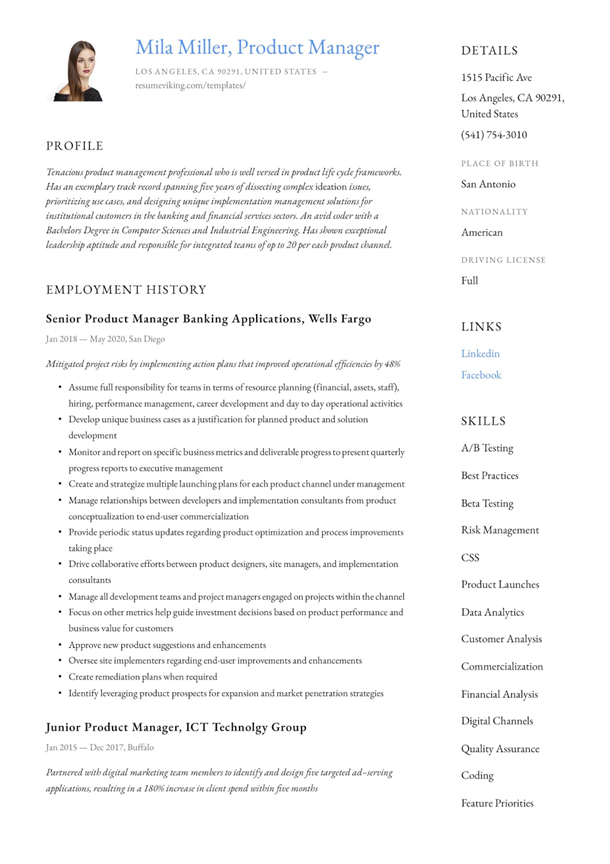 Mila Miller, Product Manager
LOS ANGELES, CA 90291, UNITED STATES –
resumeviking.com/templates/
PROFILE
Tenacious product management professional who is well versed in product life cycle frameworks.
Has an exemplary track record spanning five years of dissecting complex ideation issues,
prioritizing use cases, and designing unique implementation management solutions for
institutional customers in the banking and financial services sectors. An avid coder with a
Bachelors Degree in Computer Sciences and Industrial Engineering. Has shown exceptional
leadership aptitude and responsible for integrated teams of up to 20 per each product channel.
EMPLOYMENT HISTORY
Senior Product Manager Banking Applications, Wells Fargo
Jan 2018 — May 2020, San Diego
Mitigated project risks by implementing action plans that improved operational efficiencies by 48%
• Assume full responsibility for teams in terms of resource planning (financial, assets, staff),
hiring, performance management, career development and day to day operational activities
• Develop unique business cases as a justification for planned product and solution
development
• Monitor and report on specific business metrics and deliverable progress to present quarterly
progress reports to executive management
• Create and strategize multiple launching plans for each product channel under management
• Manage relationships between developers and implementation consultants from product
conceptualization to end-user commercialization
• Provide periodic status updates regarding product optimization and process improvements
taking place
• Drive collaborative efforts between product designers, site managers, and implementation
consultants
• Manage all development teams and project managers engaged on projects within the channel
• Focus on other metrics help guide investment decisions based on product performance and
business value for customers
• Approve new product suggestions and enhancements
• Oversee site implementers regarding end-user improvements and enhancements
• Create remediation plans when required
• Identify leveraging product prospects for expansion and market penetration strategies
Junior Product Manager, ICT Technolgy Group
Jan 2015 — Dec 2017, Buffalo
Partnered with digital marketing team members to identify and design five targeted ad–serving
applications, resulting in a 180% increase in client spend within five months
DETAILS
1515 Pacific Ave
Los Angeles, CA 90291,
United States
(541) 754-3010
PLACE OF BIRTH
San Antonio
NATIONALITY
American
DRIVING LICENSE
Full
LINKS
Linkedin
Facebook
SKILLS
A/B Testing
Best Practices
Beta Testing
Risk Management
CSS
Product Launches
Data Analytics
Customer Analysis
Commercialization
Financial Analysis
Digital Channels
Quality Assurance
Coding
Feature Priorities